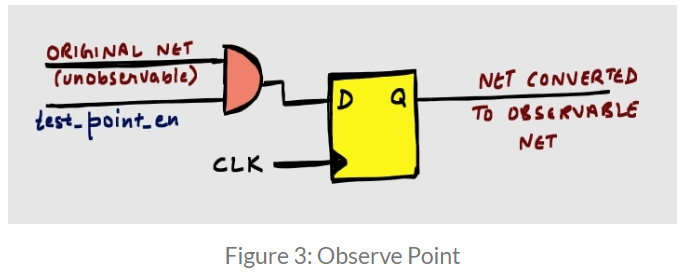 ORIGINAL NET
(unobservable)
test_point_en
D Q
CLK
NET CONVERTED
TO OBSERVABLE
NET
Figure 3: Observe Point